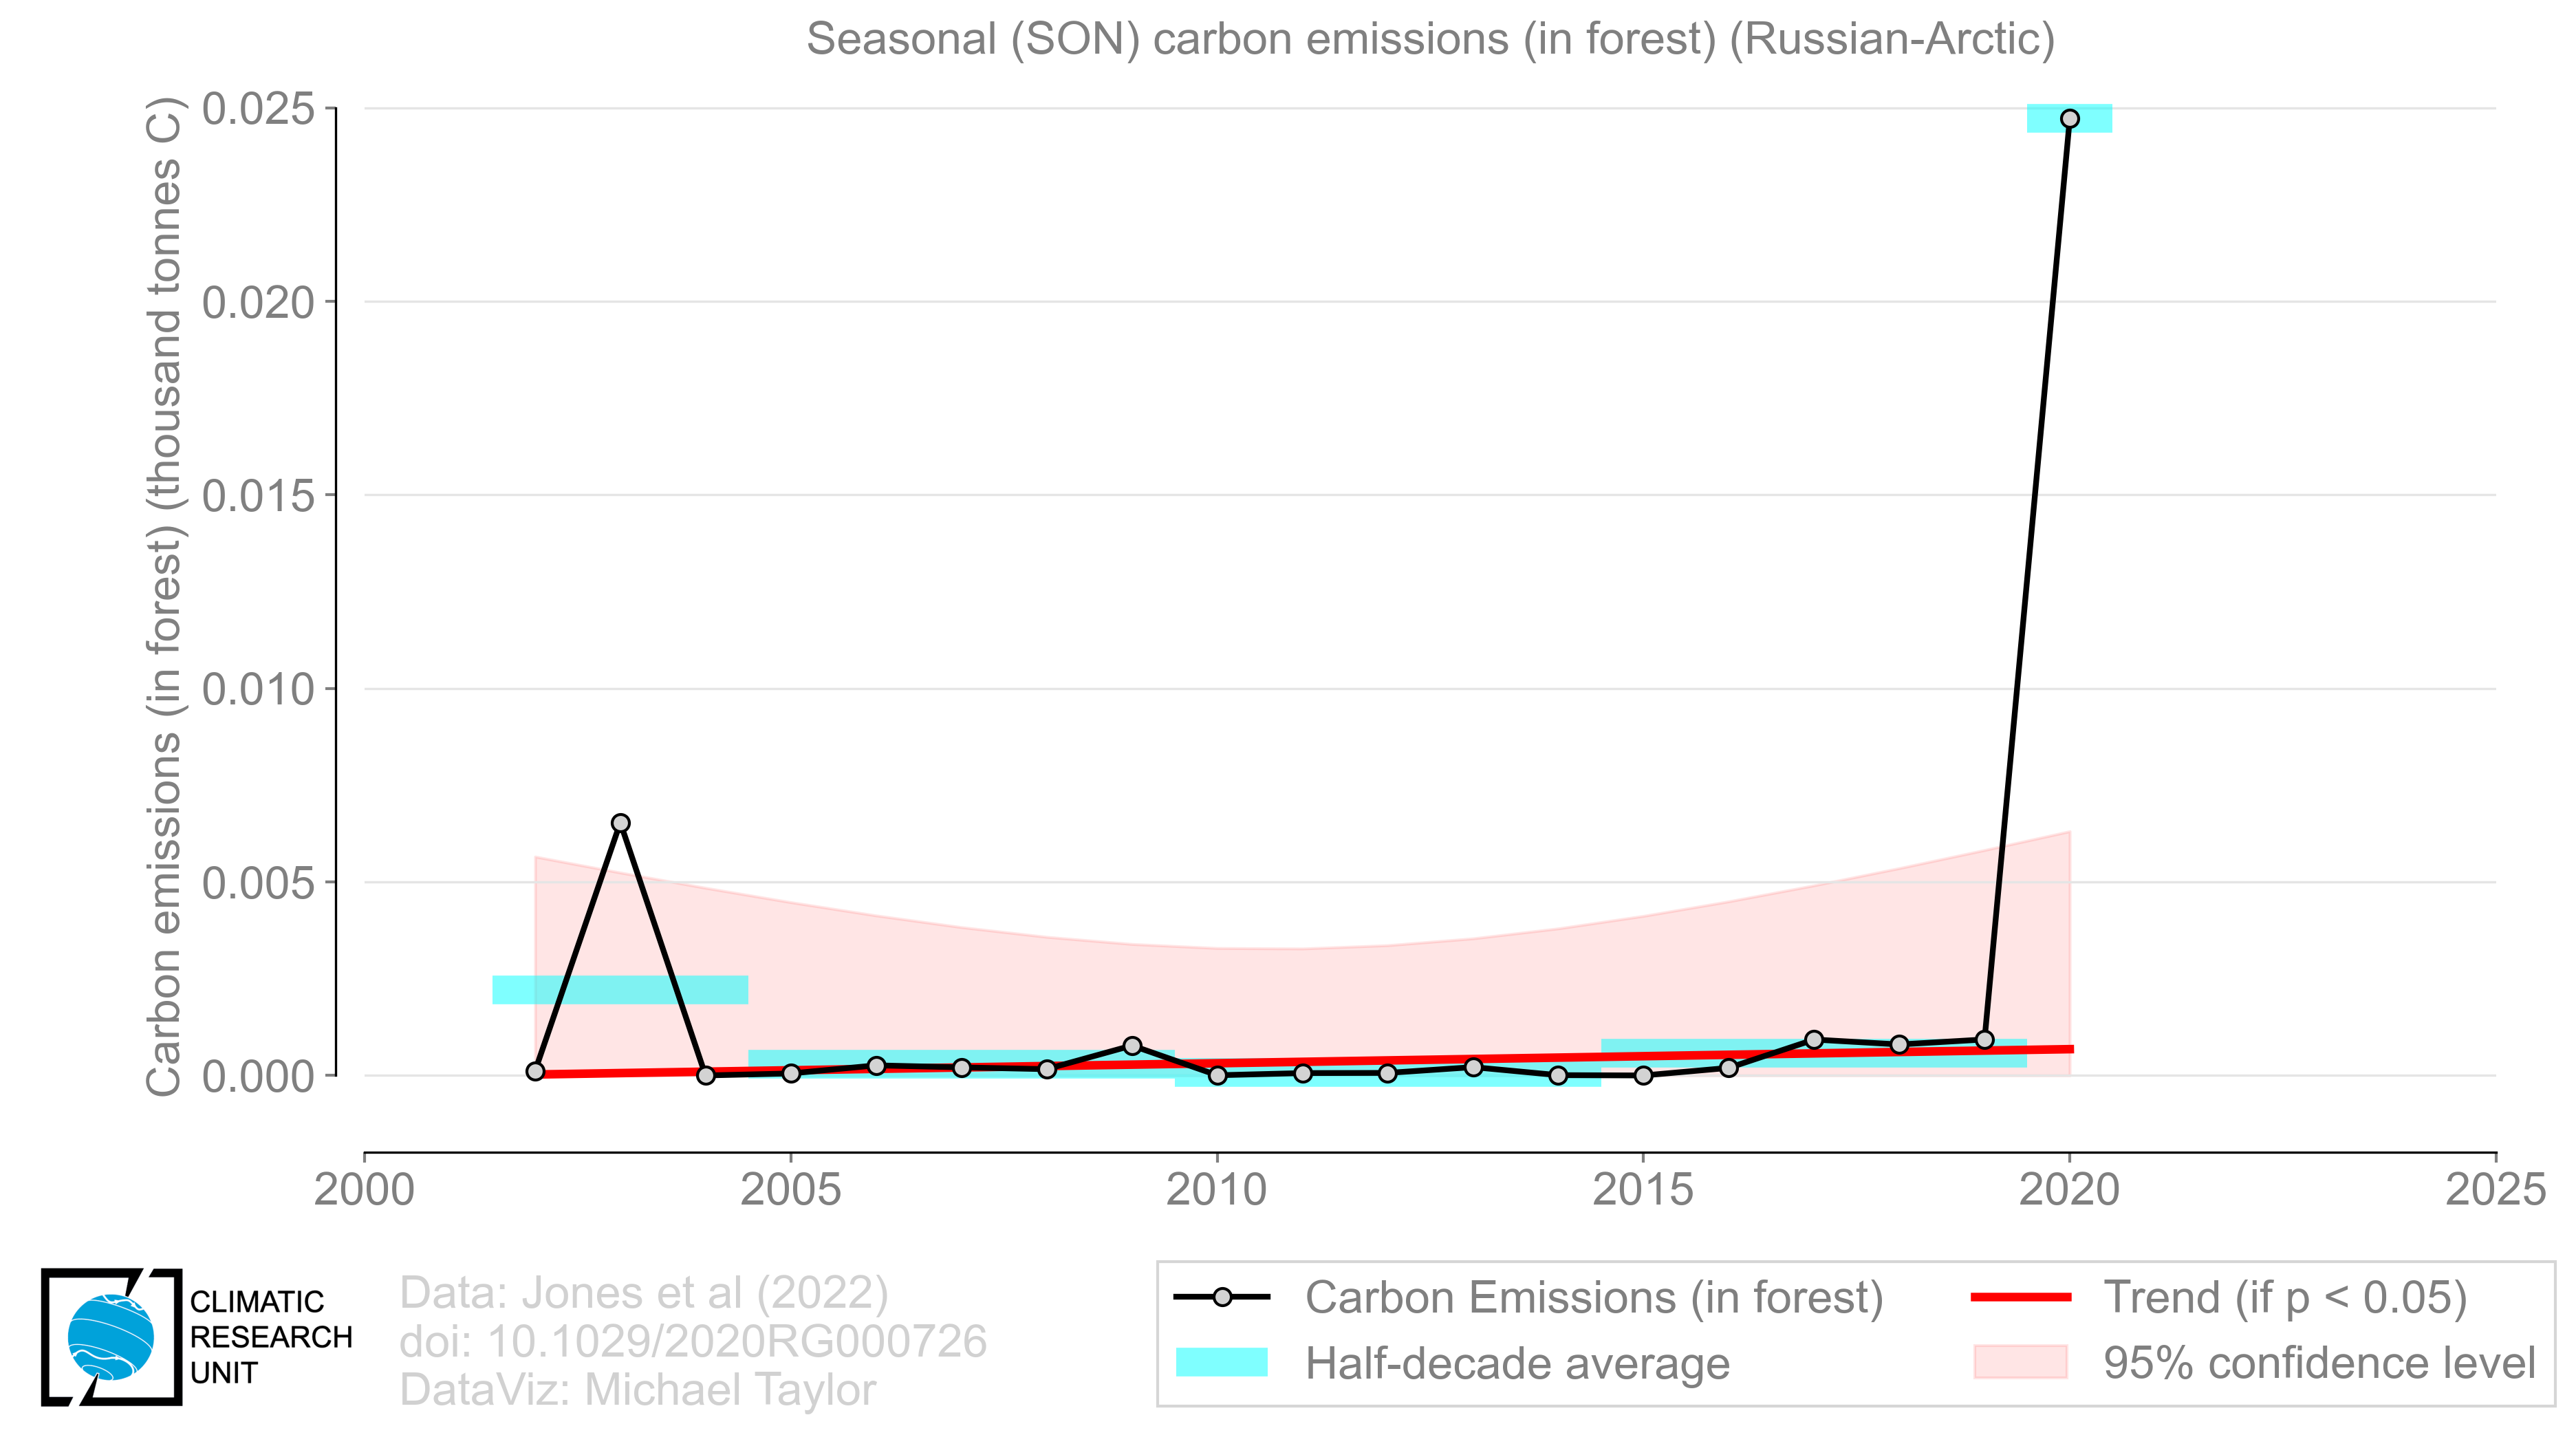 Seasonal (SON) carbon emissions (in forest) (Russian-Arctic)
Carbon emissions (in forest) (thousand tonnes C)
0.025
0.020
0.015
0.010
0.005
0.000
2000 2005 2010 2015 2020 2025
CLIMATIC
RESEARCH
UNIT
Data: Jones et al (2022)
doi: 10.1029/2020RG000726
DataViz: Michael Taylor
Carbon Emissions (in forest)
Half-decade average
Trend (if p < 0.05)
95% confidence level